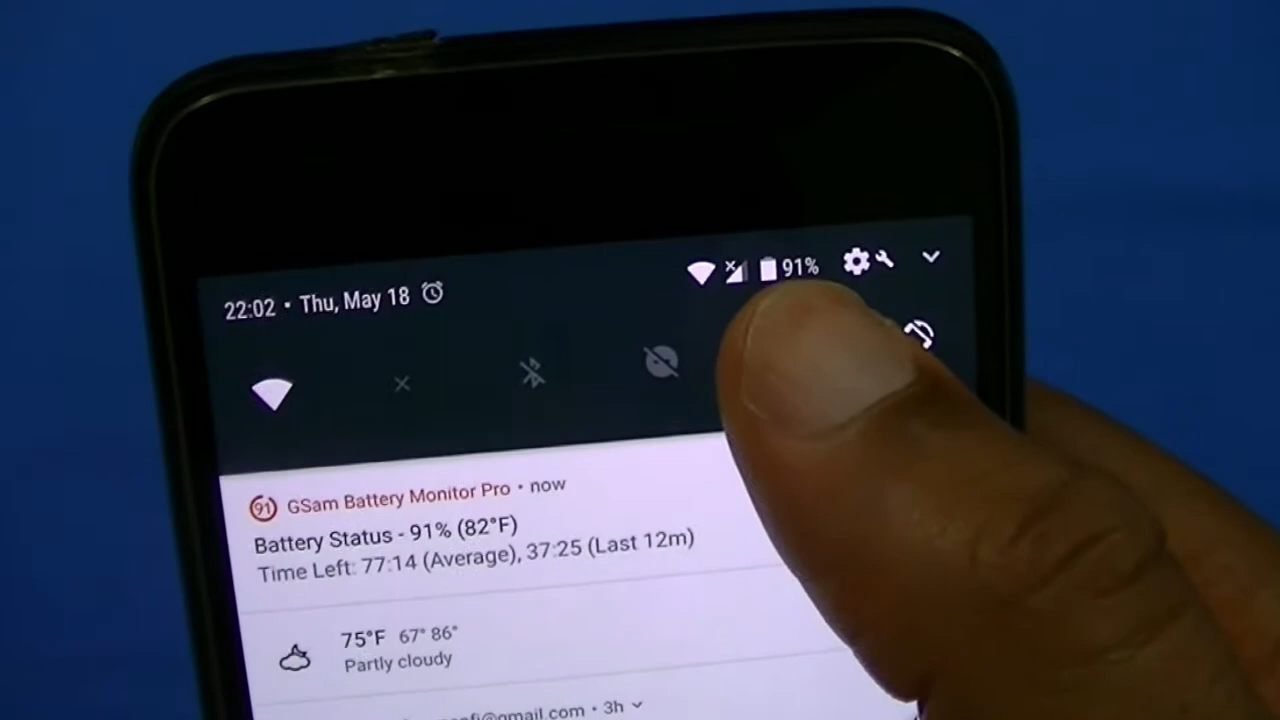 22:02 • Thu, May 18
91%
91 GSam Battery Monitor Pro • now
Battery Status - 91% (82°F)
Time Left: 77:14 (Average), 37:25 (Last 12m)
75°F 67° 86°
Partly cloudy
@gmail.com • 3h